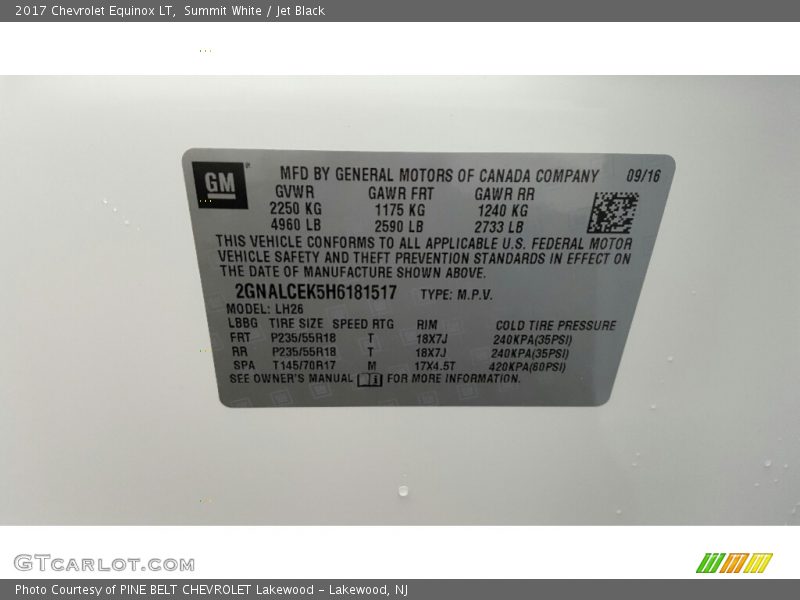 2017 Chevrolet Equinox LT, Summit White / Jet Black
GM
MFD BY GENERAL MOTORS OF CANADA COMPANY 09/16
GVWR GAWR FRT GAWR RR
2250 KG 1175 KG 1240 KG
4960 LB 2590 LB 2733 LB
THIS VEHICLE CONFORMS TO ALL APPLICABLE U.S. FEDERAL MOTOR
VEHICLE SAFETY AND THEFT PREVENTION STANDARDS IN EFFECT ON
THE DATE OF MANUFACTURE SHOWN ABOVE.
2GNALCEK5H6181517 TYPE: M.P.V.
MODEL: LH26
LBBG TIRE SIZE SPEED RTG RIM COLD TIRE PRESSURE
FRT P235/55R18 T 18X7J 240KPA(35PSI)
RR P235/55R18 T 18X7J 240KPA(35PSI)
SPA T145/70R17 M 17X4.5T 420KPA(60PSI)
SEE OWNER'S MANUAL FOR MORE INFORMATION.
GTCARLOT.COM
Photo Courtesy of PINE BELT CHEVROLET Lakewood - Lakewood, NJ